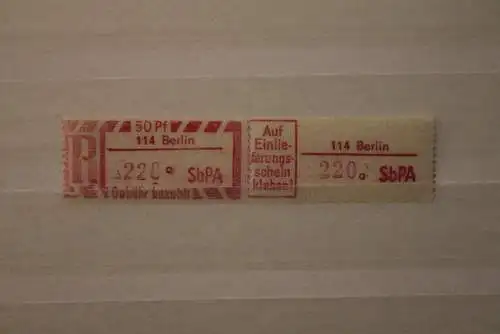 50 Pf
114 Berlin
R
220
SbPA
Gebühr bezahlt
Auf
Einlie-
ferungs-
schein
kleben!
114 Berlin
220
SbPA